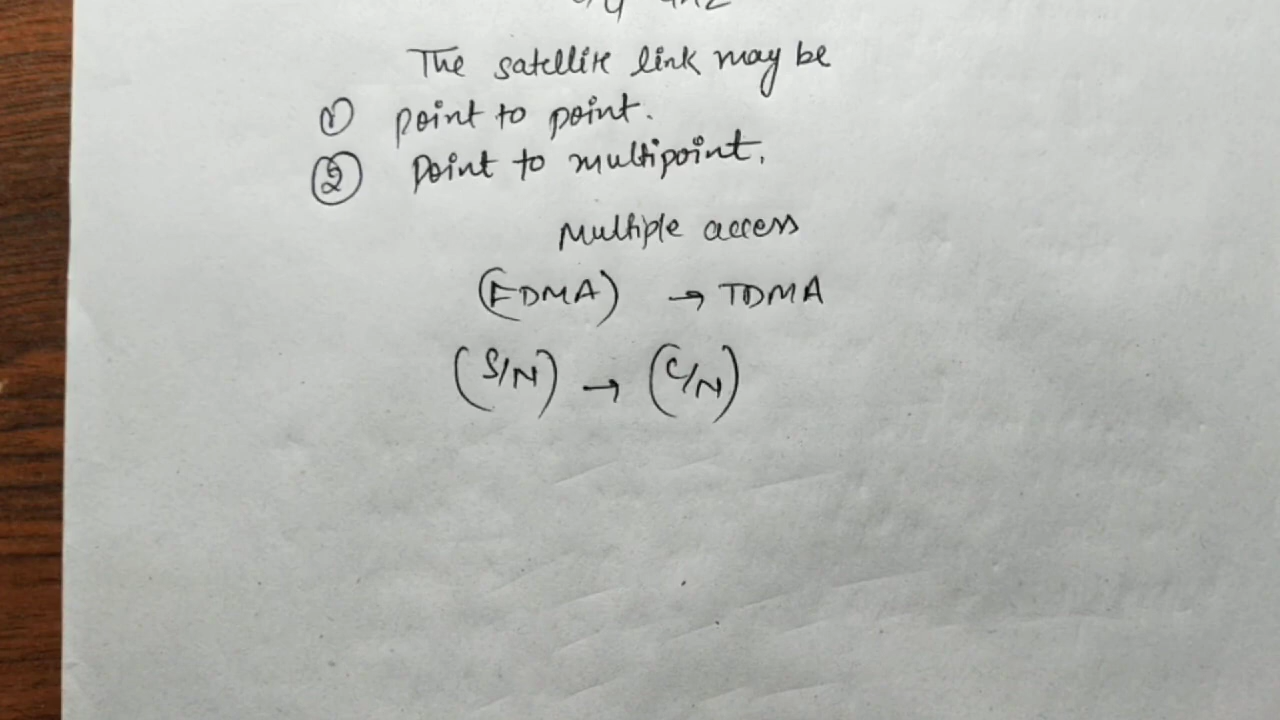 The satellite link may be
① point to point.
② Point to multipoint.
Multiple access
(FDMA) → TDMA
(S/N) → (C/N)